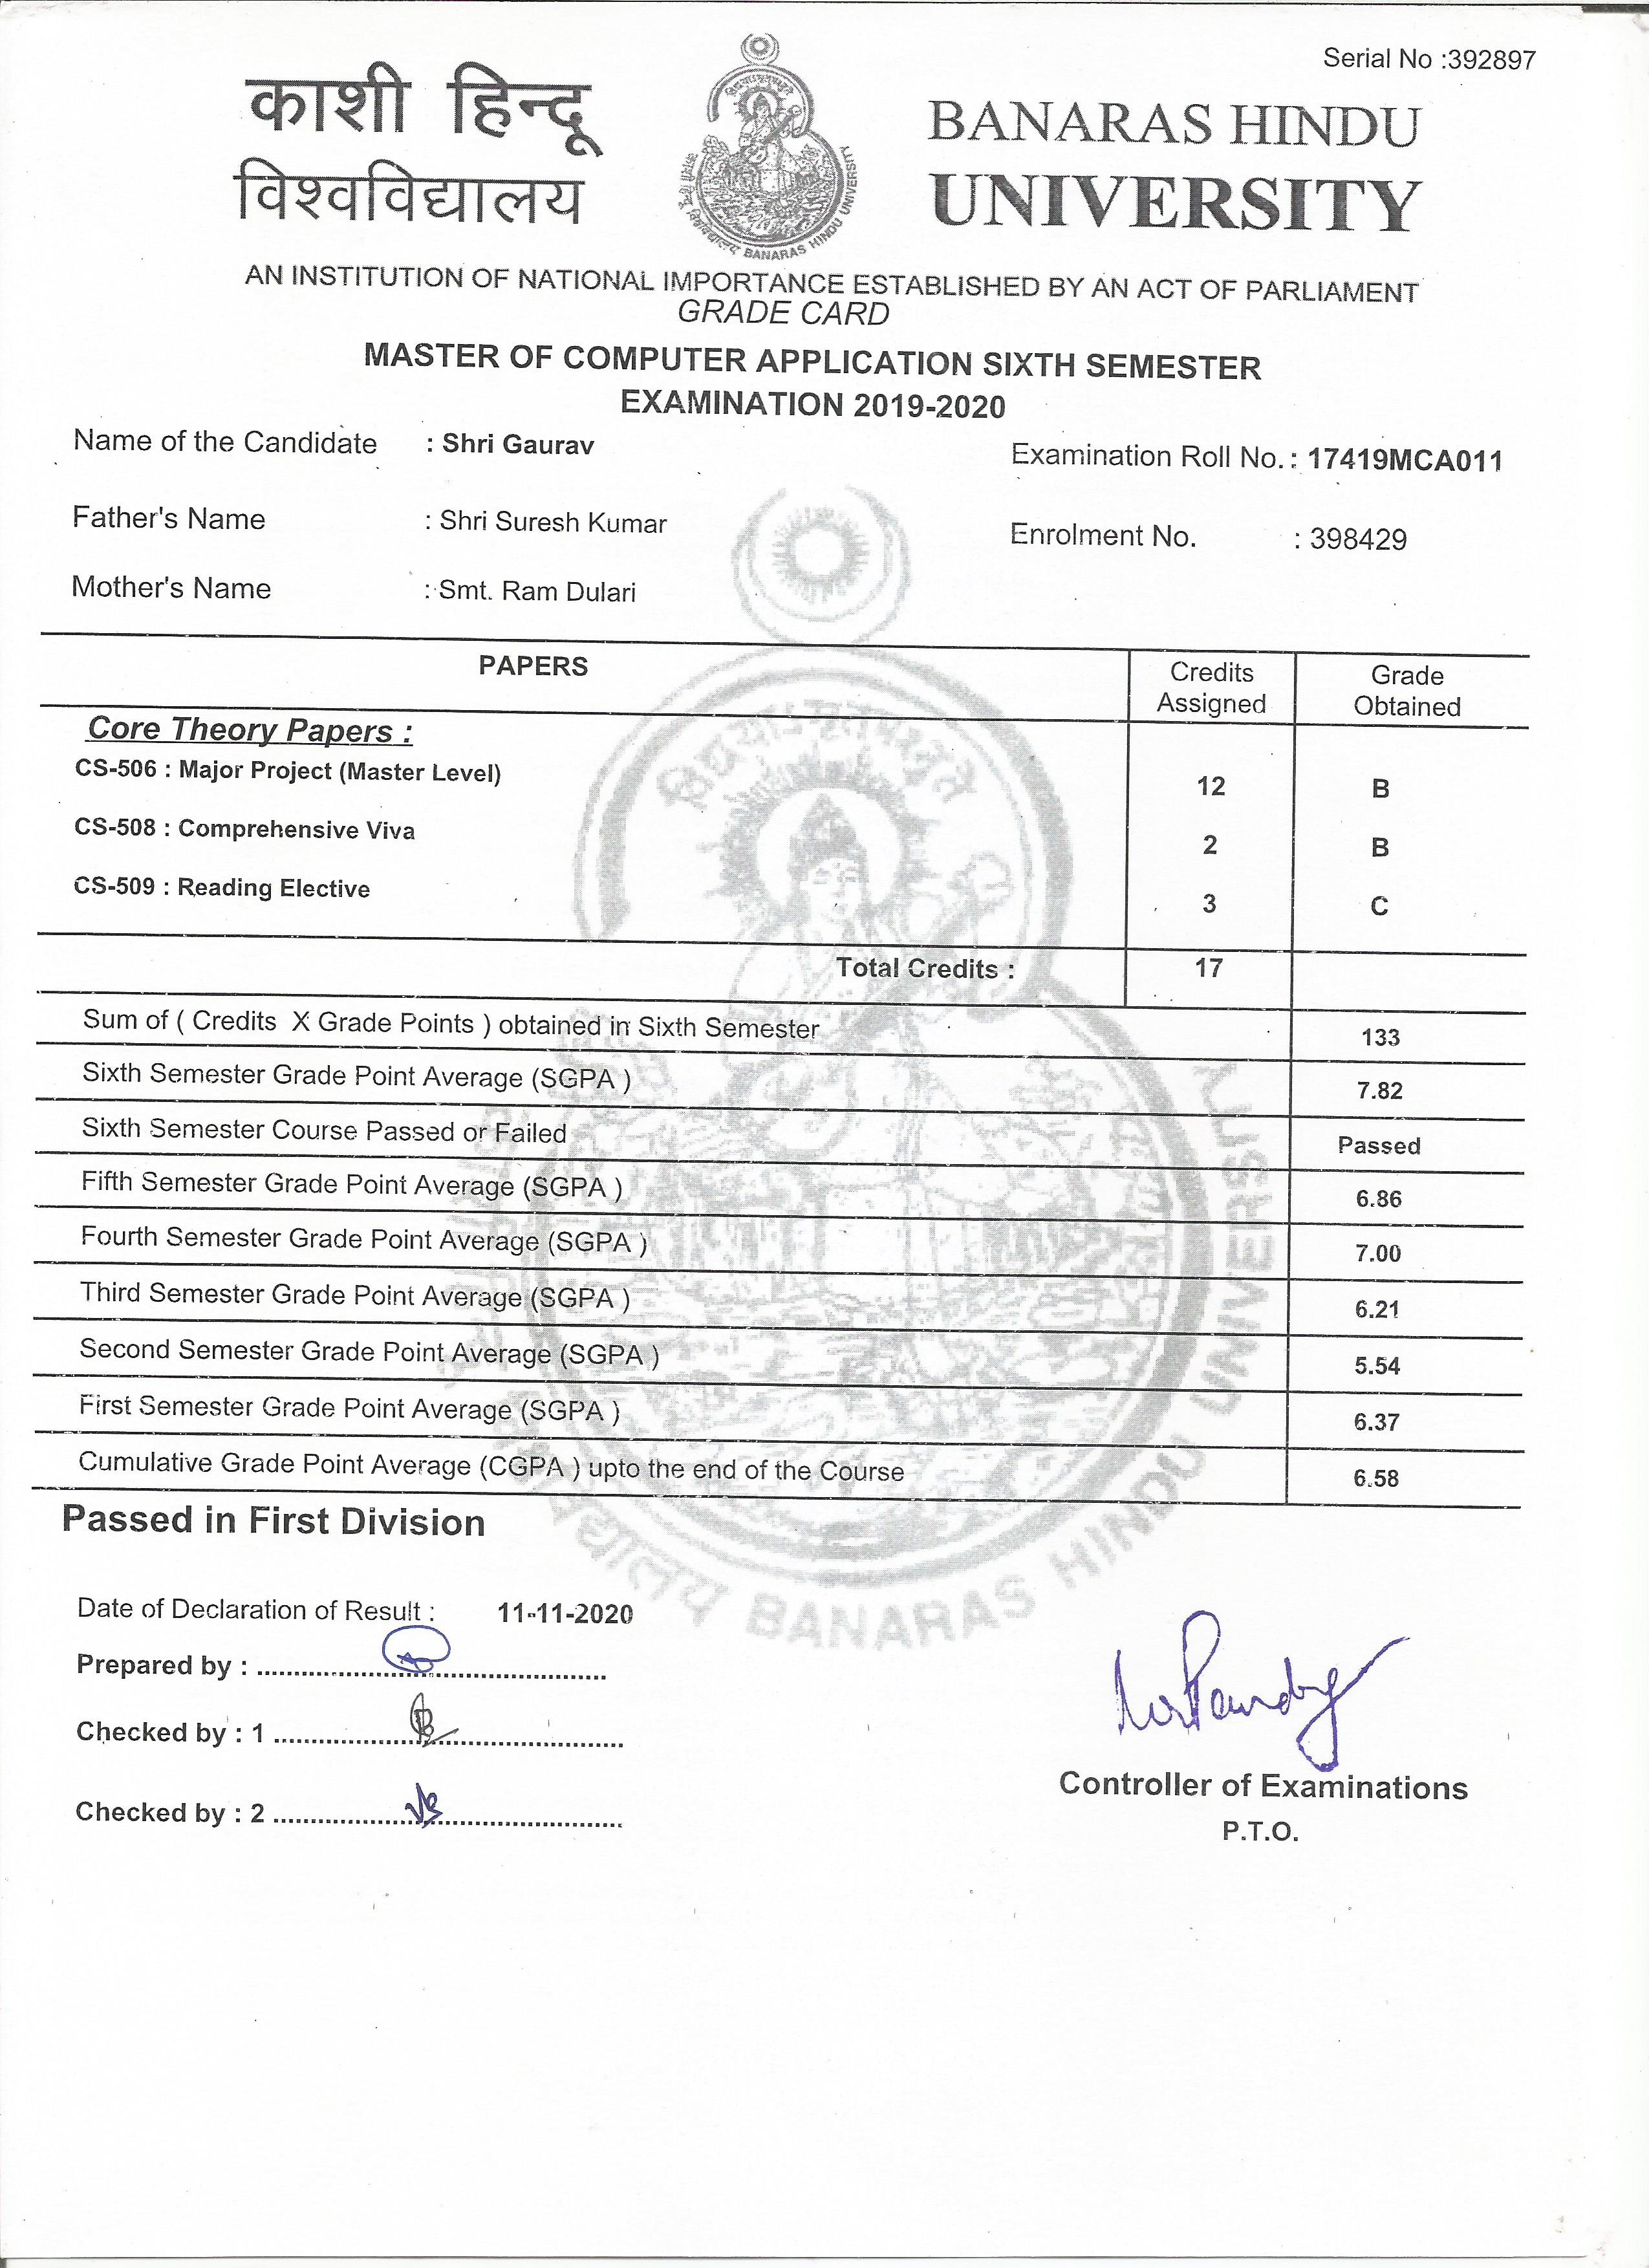 Serial No :392897
काशी हिन्दू
विश्वविद्यालय
BANARAS HINDU
UNIVERSITY
BANARAS HINDU UNIVERSITY
AN INSTITUTION OF NATIONAL IMPORTANCE ESTABLISHED BY AN ACT OF PARLIAMENT
GRADE CARD
MASTER OF COMPUTER APPLICATION SIXTH SEMESTER
EXAMINATION 2019-2020
Name of the Candidate : Shri Gaurav Examination Roll No. : 17419MCA011
Father's Name : Shri Suresh Kumar Enrolment No. : 398429
Mother's Name : Smt. Ram Dulari
PAPERS Credits Assigned Grade Obtained
Core Theory Papers :
CS-506 : Major Project (Master Level) 12 B
CS-508 : Comprehensive Viva 2 B
CS-509 : Reading Elective 3 C
Total Credits : 17
Sum of ( Credits X Grade Points ) obtained in Sixth Semester 133
Sixth Semester Grade Point Average (SGPA ) 7.82
Sixth Semester Course Passed or Failed Passed
Fifth Semester Grade Point Average (SGPA ) 6.86
Fourth Semester Grade Point Average (SGPA ) 7.00
Third Semester Grade Point Average (SGPA ) 6.21
Second Semester Grade Point Average (SGPA ) 5.54
First Semester Grade Point Average (SGPA ) 6.37
Cumulative Grade Point Average (CGPA ) upto the end of the Course 6.58
BANARAS HINDU UNIVERSITY
Passed in First Division
Date of Declaration of Result : 11-11-2020
Prepared by :
Checked by : 1
Checked by : 2
Controller of Examinations
P.T.O.